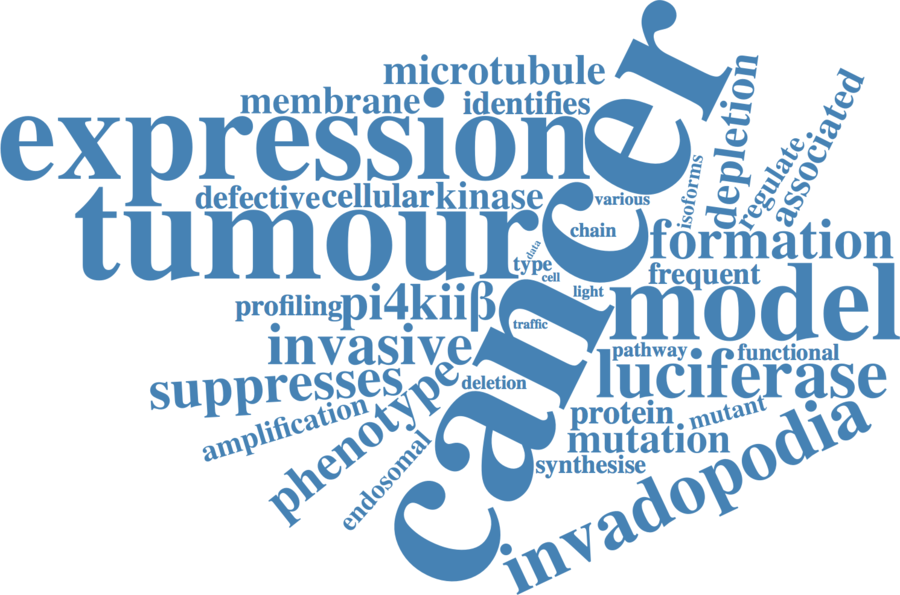 microtubule
membrane
identifies
expression
cancer
depletion
associated
regulate
isoforms
defective
cellular
kinase
various
tumour
chain
formation
data
type
cell
frequent
light
model
profiling
pi4kiiβ
traffic
invasive
pathway
functional
suppresses
phenotype
deletion
luciferase
amplification
protein
mutant
mutation
endosomal
synthesise
invadopodia